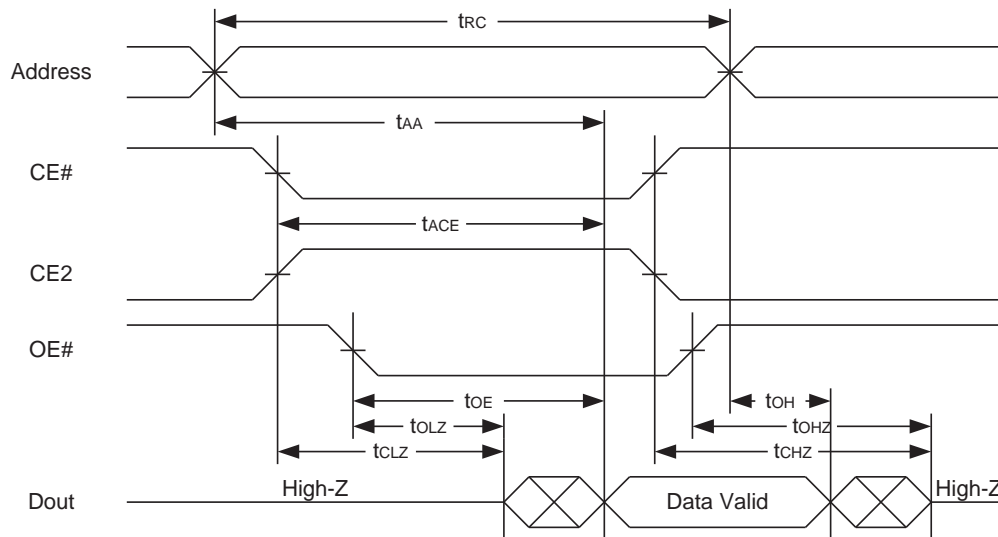 tRC
Address
tAA
CE#
tACE
CE2
OE#
tOE
tOH
tOLZ
tOHZ
tCLZ
tCHZ
High-Z
Data Valid
High-Z
Dout